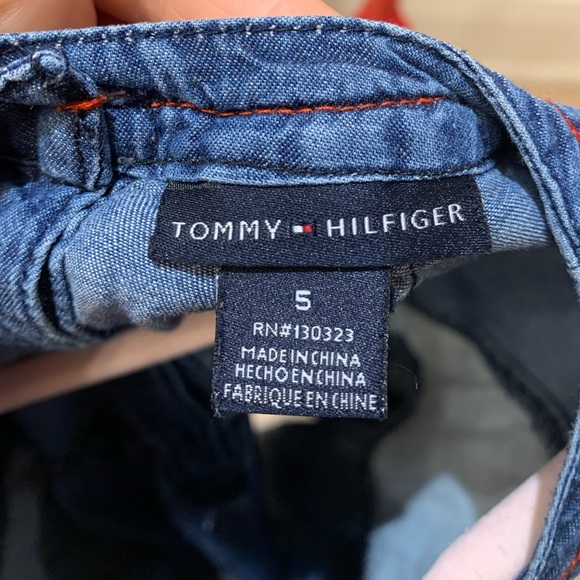 TOMMY HILFIGER
5
RN#130323
MADE IN CHINA
HECHO EN CHINA
FABRIQUE EN CHINE